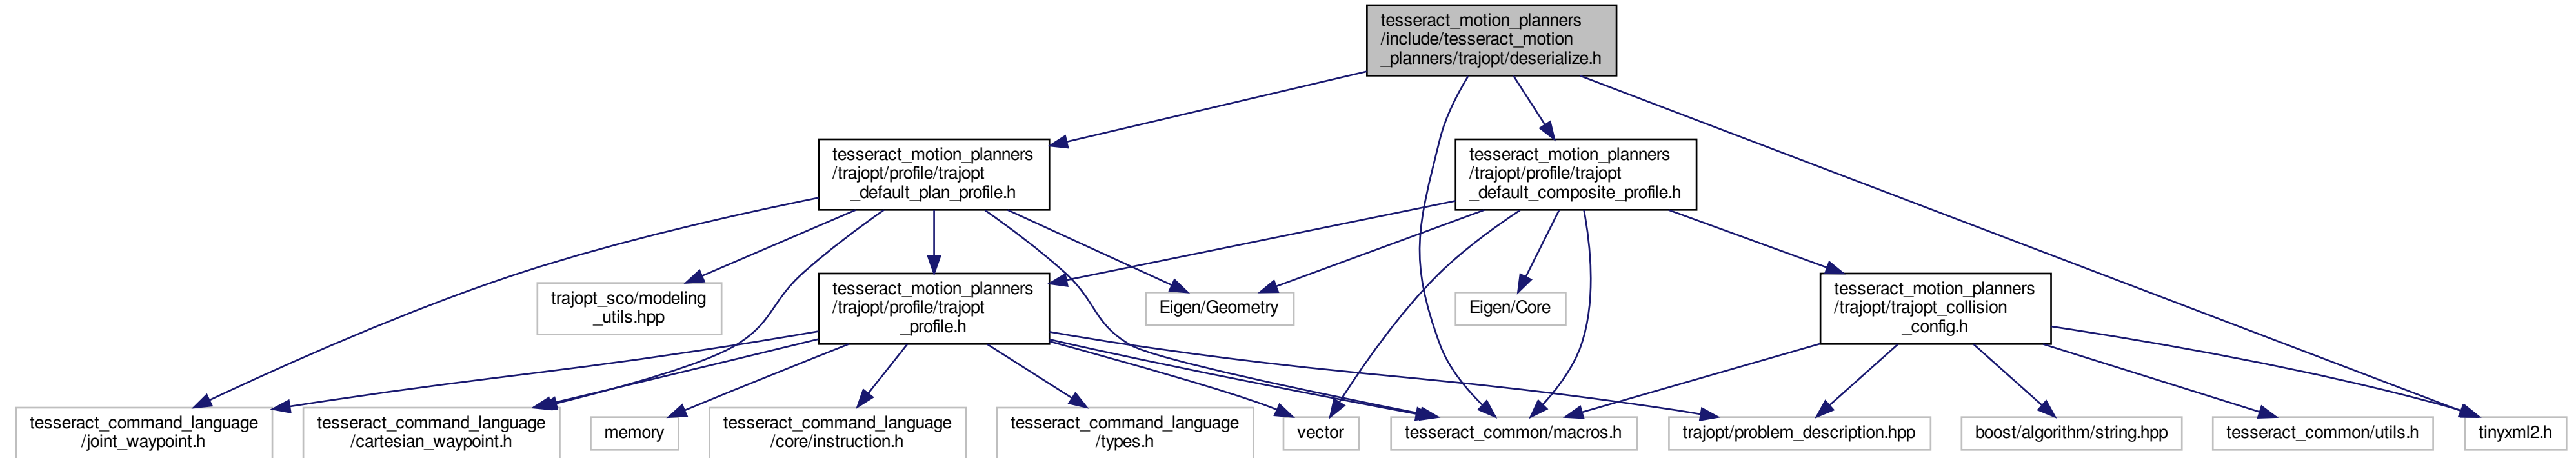 tesseract_motion_planners
/include/tesseract_motion
_planners/trajopt/deserialize.h
tesseract_motion_planners
/trajopt/profile/trajopt
_default_plan_profile.h
tesseract_motion_planners
/trajopt/profile/trajopt
_default_composite_profile.h
trajopt_sco/modeling
_utils.hpp
tesseract_motion_planners
/trajopt/profile/trajopt
_profile.h
Eigen/Geometry
Eigen/Core
tesseract_motion_planners
/trajopt/trajopt_collision
_config.h
tesseract_command_language
/joint_waypoint.h
tesseract_command_language
/cartesian_waypoint.h
memory
tesseract_command_language
/core/instruction.h
tesseract_command_language
/types.h
vector
tesseract_common/macros.h
trajopt/problem_description.hpp
boost/algorithm/string.hpp
tesseract_common/utils.h
tinyxml2.h